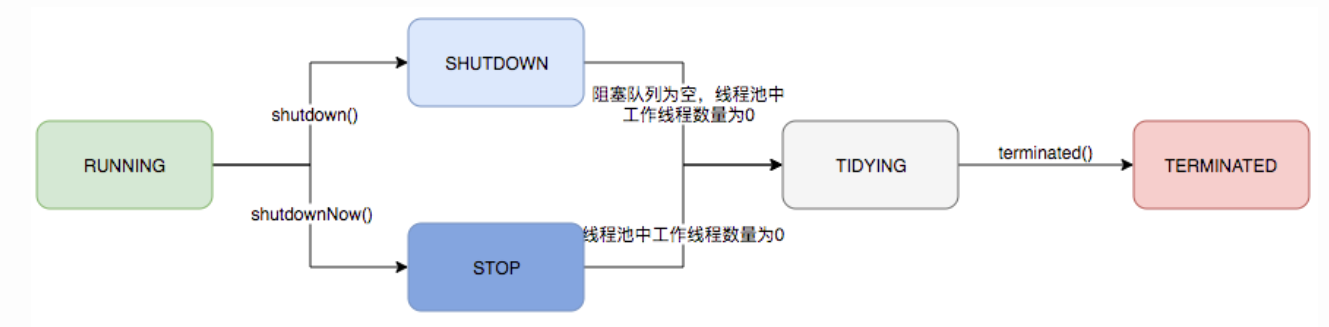 SHUTDOWN
阻塞队列为空，线程池中
工作线程数量为0
shutdown()
RUNNING
TIDYING
terminated()
TERMINATED
shutdownNow()
线程池中工作线程数量为0
STOP